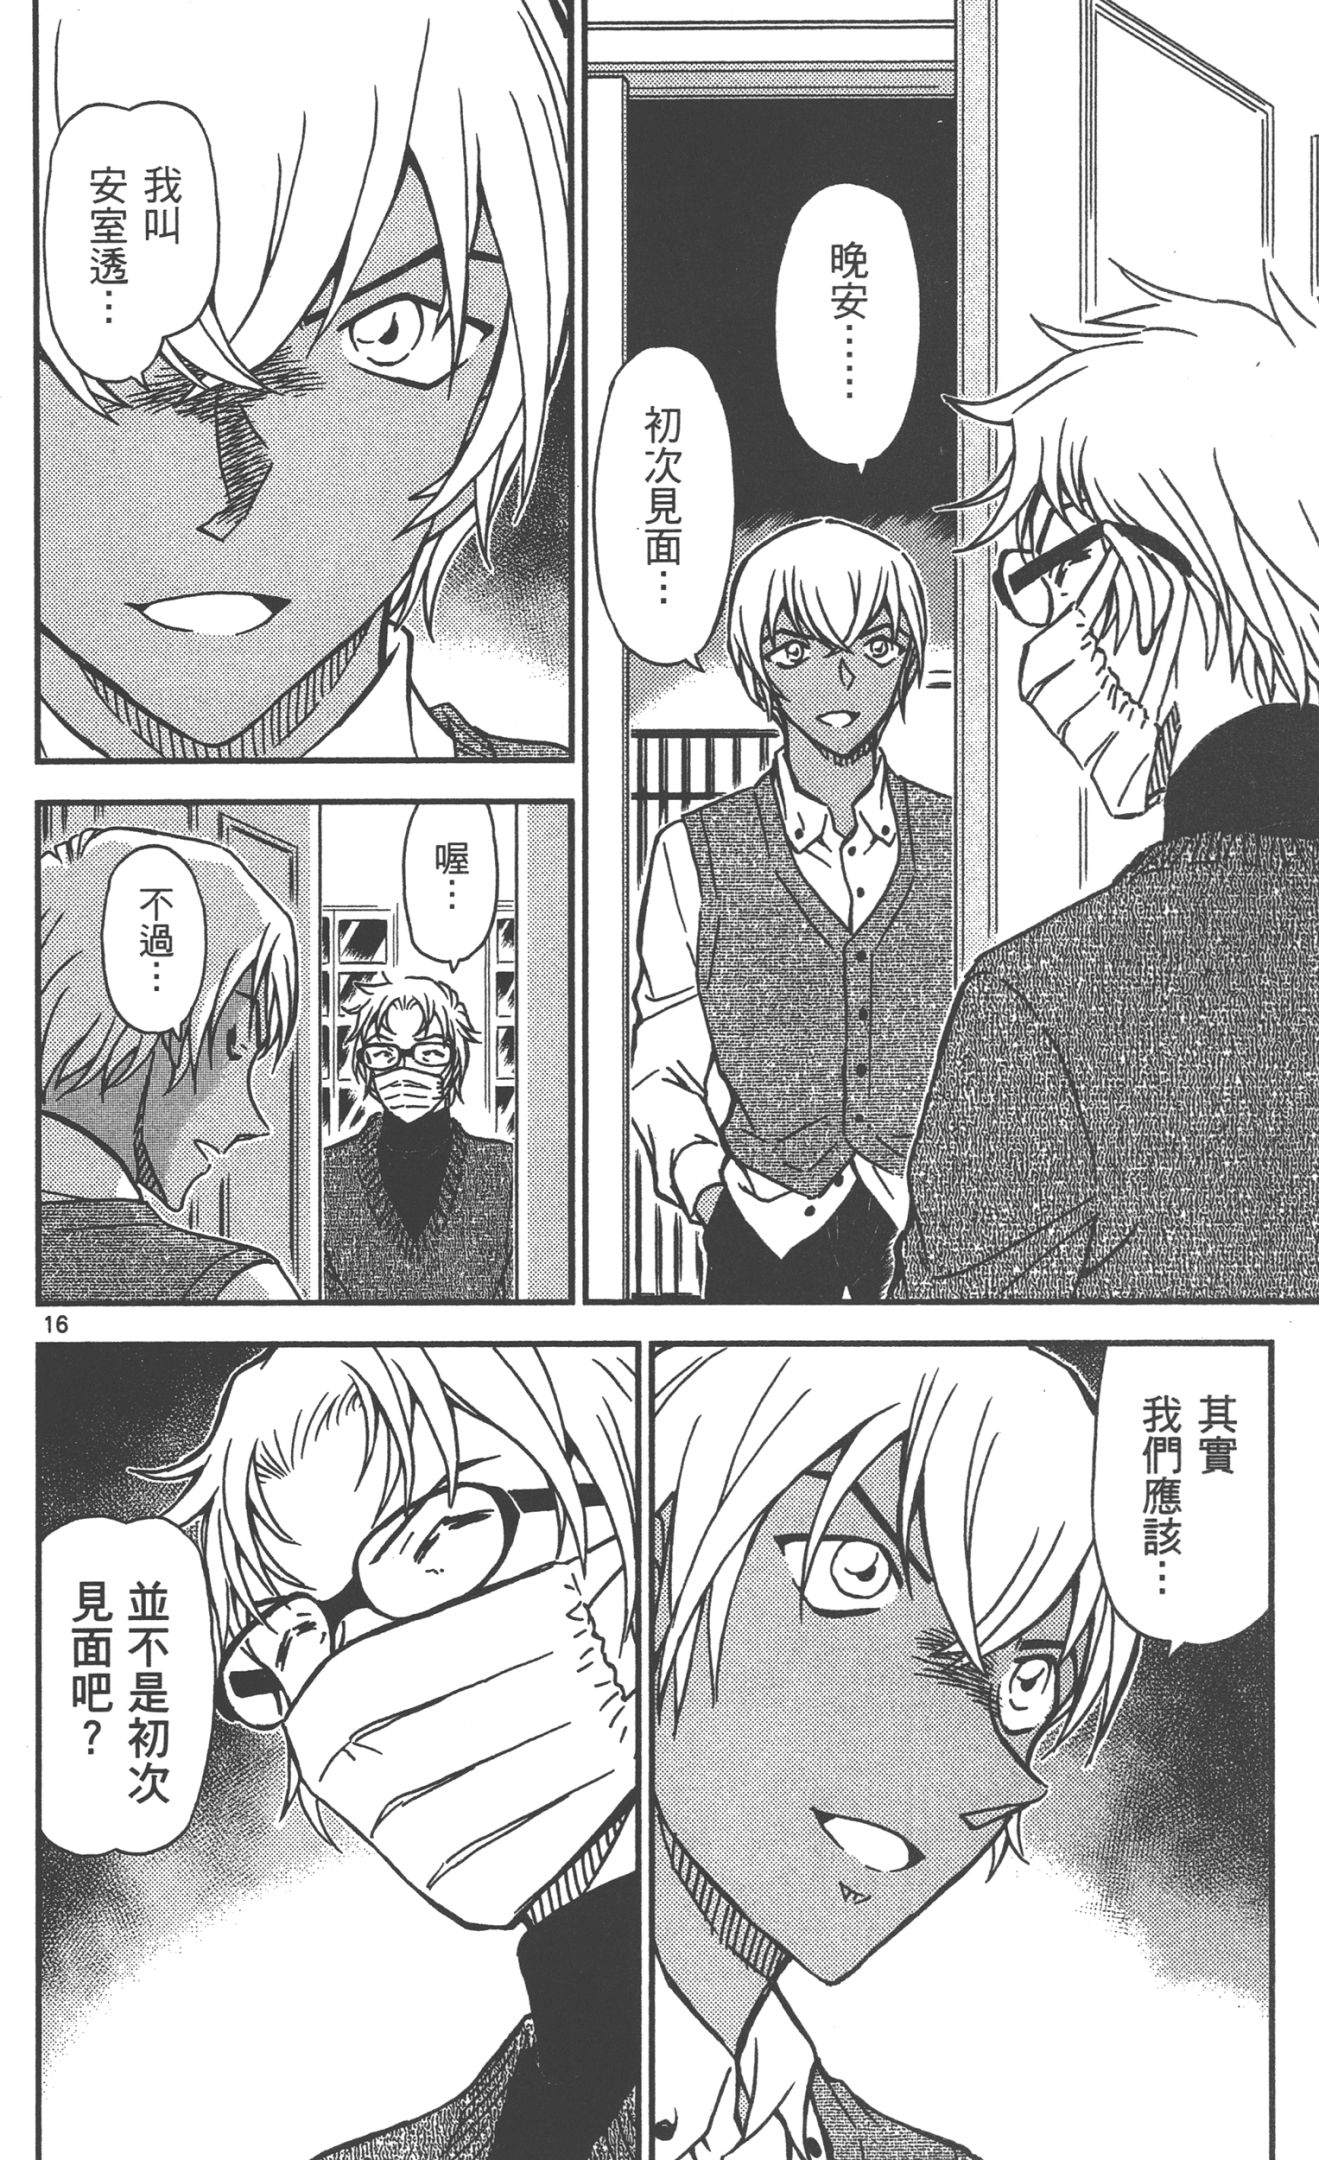 晚安……
初次見面…
我叫
安室透…
喔…
不過…
16
其實
我們應該…
並不是初次
見面吧？